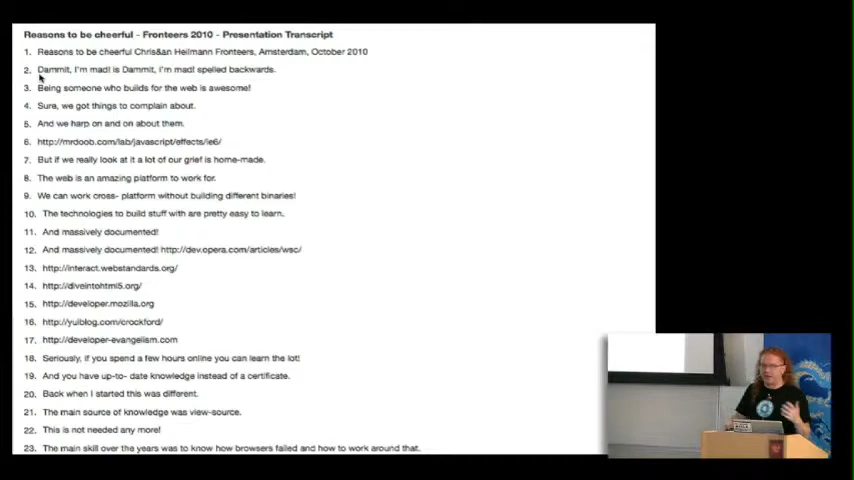 Reasons to be cheerful - Fronteers 2010 - Presentation Transcript
1. Reasons to be cheerful Chris&an Heilmann Fronteers, Amsterdam, October 2010
2. Dammit, I'm mad! is Dammit, I'm mad! spelled backwards.
3. Being someone who builds for the web is awesome!
4. Sure, we got things to complain about.
5. And we harp on and on about them.
6. http://mrdoob.com/lab/javascript/effects/ie6/
7. But if we really look at it a lot of our grief is home-made.
8. The web is an amazing platform to work for.
9. We can work cross- platform without building different binaries!
10. The technologies to build stuff with are pretty easy to learn.
11. And massively documented!
12. And massively documented! http://dev.opera.com/articles/wsc/
13. http://interact.webstandards.org/
14. http://diveintohtml5.org/
15. http://developer.mozilla.org
16. http://yuiblog.com/crockford/
17. http://developer-evangelism.com
18. Seriously, if you spend a few hours online you can learn the lot!
19. And you have up-to- date knowledge instead of a certificate.
20. Back when I started this was different.
21. The main source of knowledge was view-source.
22. This is not needed any more!
23. The main skill over the years was to know how browsers failed and how to work around that.